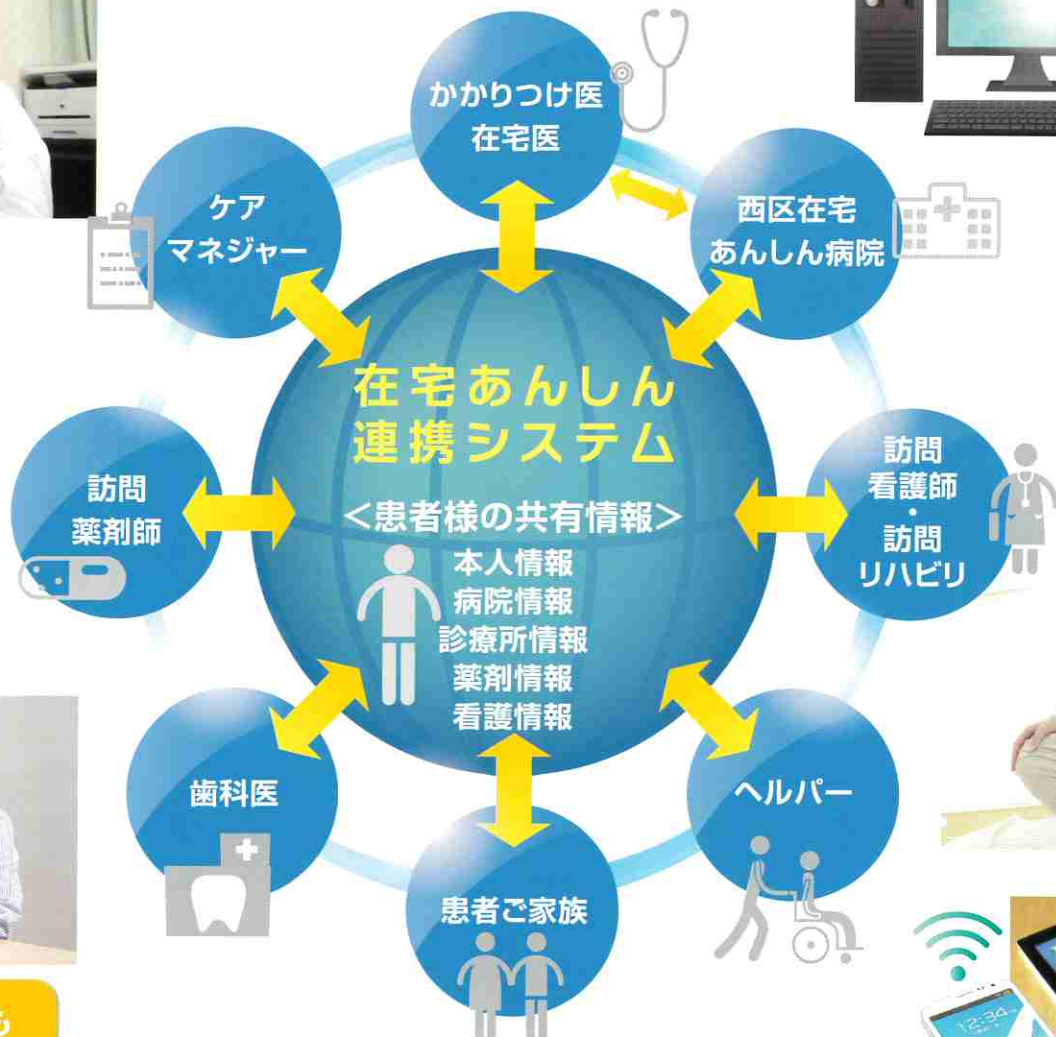 かかりつけ医
在宅医
西区在宅
あんしん病院
訪問
看護師
・
訪問
リハビリ
ヘルパー
患者ご家族
歯科医
訪問
薬剤師
ケア
マネジャー
在宅あんしん
連携システム
<患者様の共有情報>
本人情報
病院情報
診療所情報
薬剤情報
看護情報
12:34